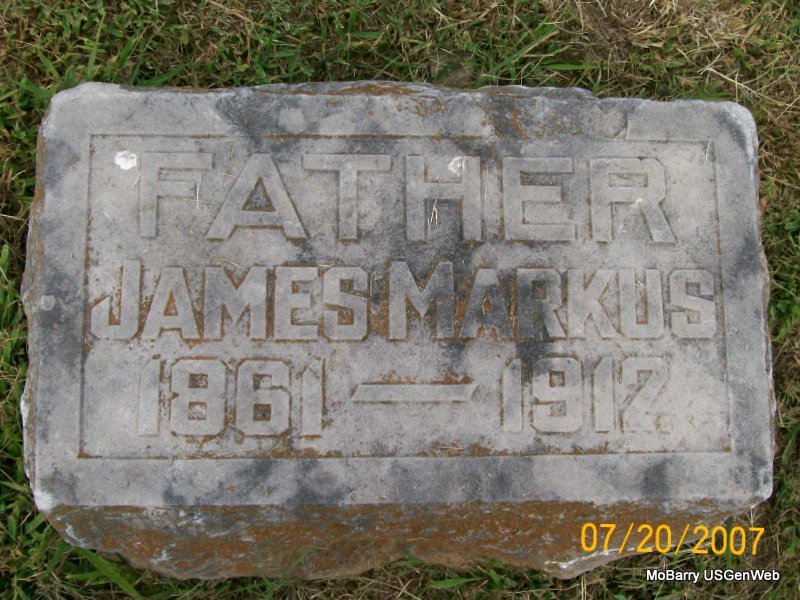 FATHER
JAMES MARKUS
1861 — 1912
07/20/2007
MoBarry USGenWeb